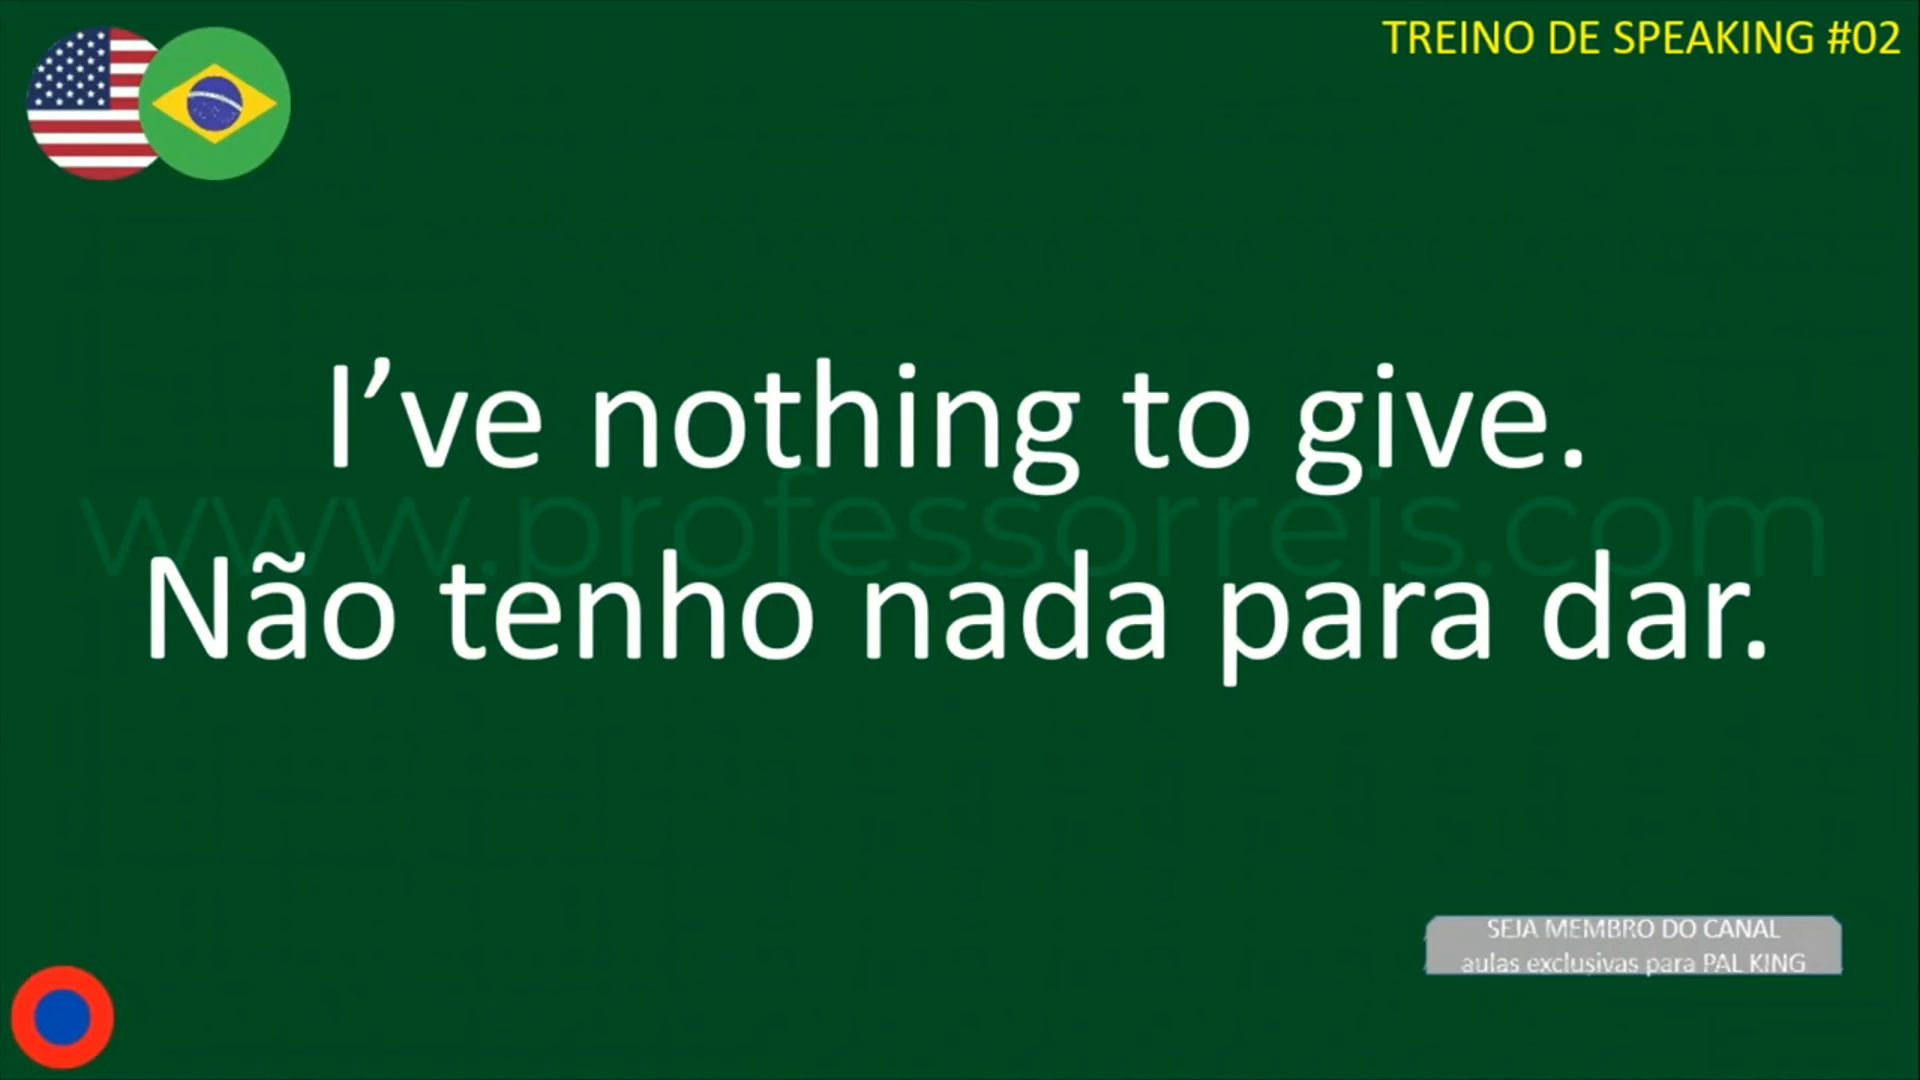 TREINO DE SPEAKING #02
I’ve nothing to give.
www.professorreis.com
Não tenho nada para dar.
SEJA MEMBRO DO CANAL
aulas exclusivas para PAL KING